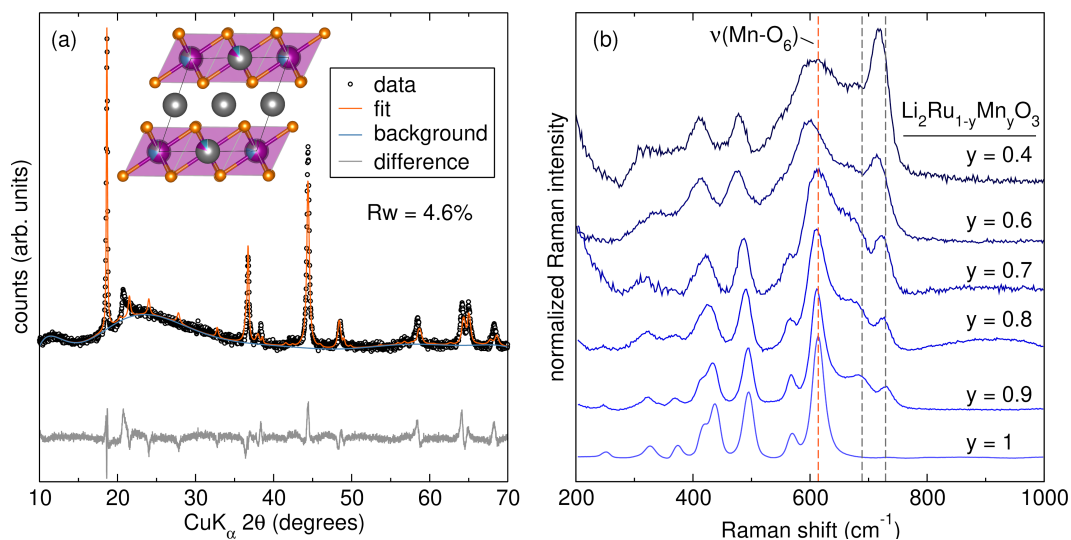 (a)
data
fit
background
difference
Rw = 4.6%
counts (arb. units)
10 20 30 40 50 60 70
CuKα 2θ (degrees)
(b)
ν(Mn-O6)
Li2Ru1-yMnyO3
y = 0.4
y = 0.6
y = 0.7
y = 0.8
y = 0.9
y = 1
normalized Raman intensity
200 400 600 800 1000
Raman shift (cm-1)